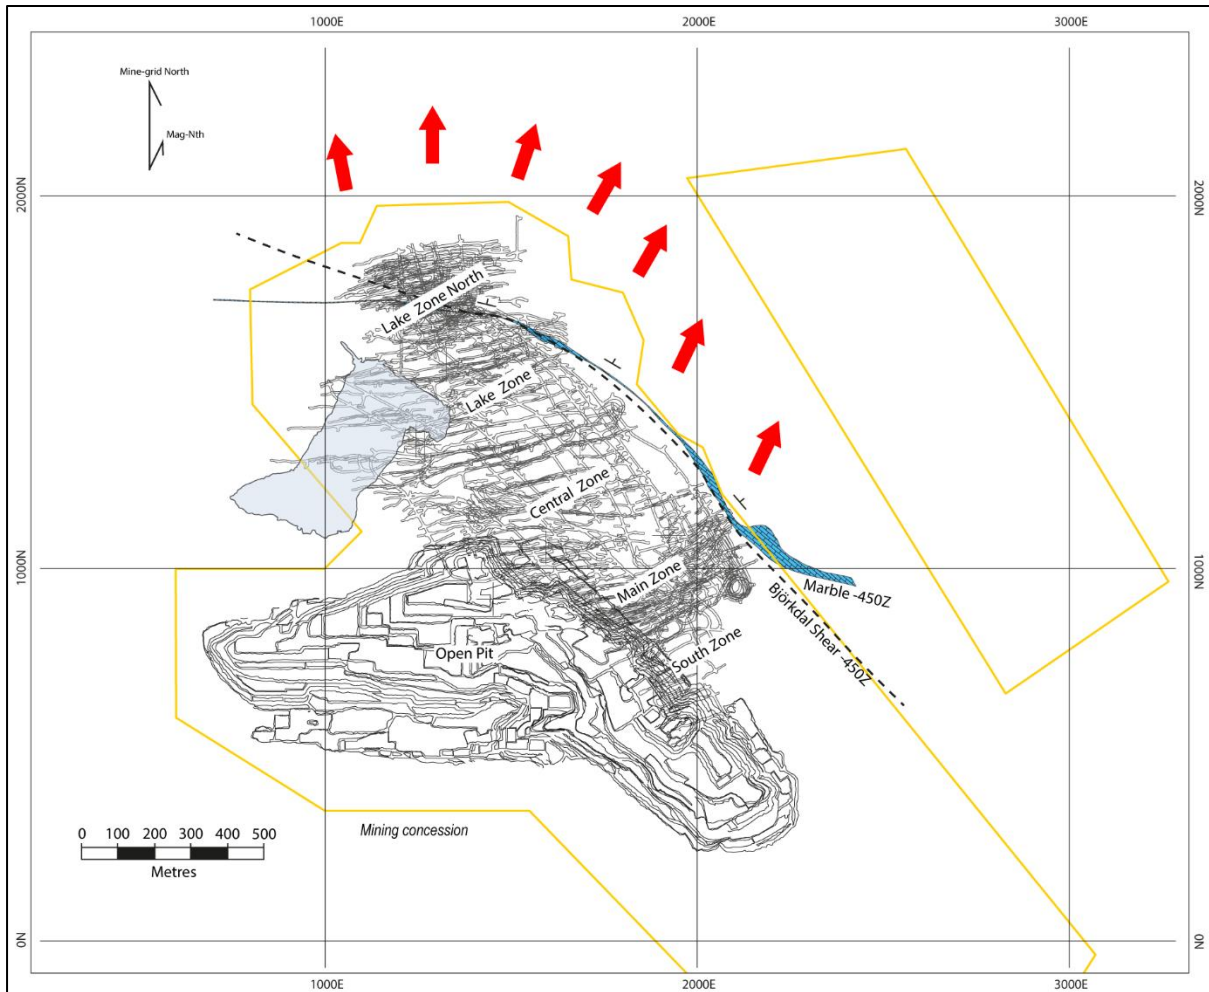 1000E 2000E 3000E
Mine-grid North
Mag-Nth
2000N 2000N
Lake Zone North
Lake Zone
Central Zone
1000N 1000N
Main Zone
Marble -450Z
Björkdal Shear -450Z
South Zone
Open Pit
Mining concession
0 100 200 300 400 500
Metres
0N 0N
1000E 2000E 3000E